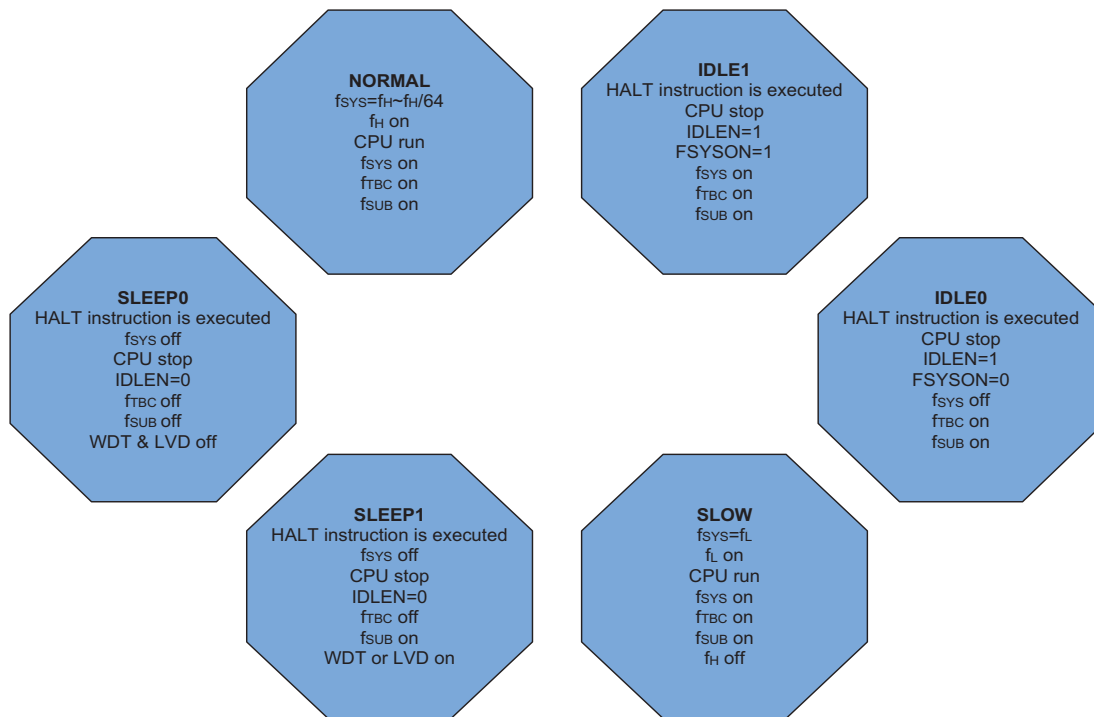 NORMAL
fSYS=fH~fH/64
fH on
CPU run
fSYS on
fTBC on
fSUB on
IDLE1
HALT instruction is executed
CPU stop
IDLEN=1
FSYSON=1
fSYS on
fTBC on
fSUB on
SLEEP0
HALT instruction is executed
fSYS off
CPU stop
IDLEN=0
fTBC off
fSUB off
WDT & LVD off
IDLE0
HALT instruction is executed
CPU stop
IDLEN=1
FSYSON=0
fSYS off
fTBC on
fSUB on
SLEEP1
HALT instruction is executed
fSYS off
CPU stop
IDLEN=0
fTBC off
fSUB on
WDT or LVD on
SLOW
fSYS=fL
fL on
CPU run
fSYS on
fTBC on
fSUB on
fH off